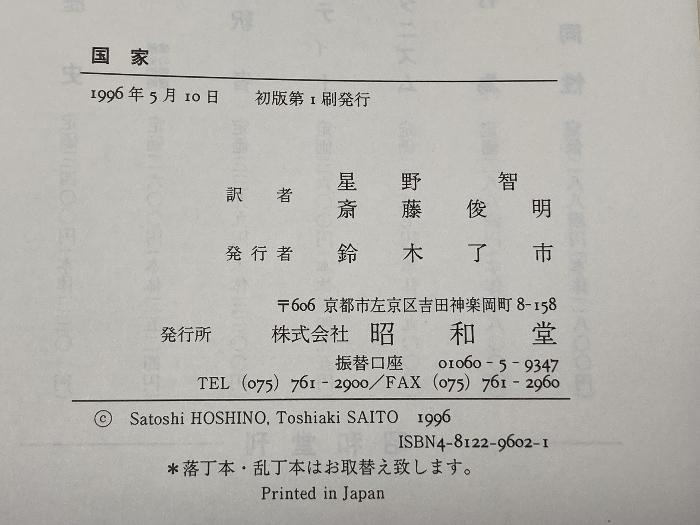 国家
1996年5月10日 初版第1刷発行
訳者 星野智
斎藤俊明
発行者 鈴木了市
〒606 京都市左京区吉田神楽岡町8-158
発行所 株式会社 昭和堂
振替口座 01060-5-9347
TEL (075) 761-2900/FAX (075) 761-2960
© Satoshi HOSHINO, Toshiaki SAITO 1996
ISBN4-8122-9602-1
*落丁本・乱丁本はお取替え致します。
Printed in Japan